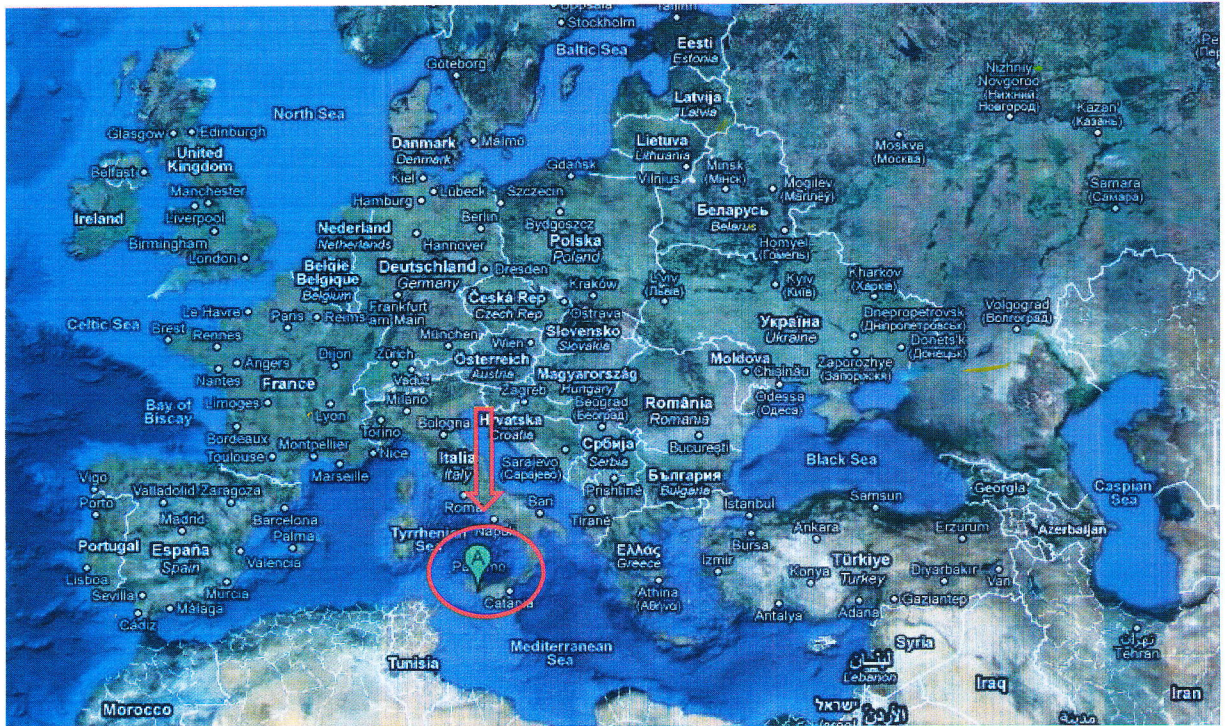 Stockholm
Baltic Sea
Eesti
Estonia
Göteborg
Nizhniy
Novgorod
(Нижний
Новгород)
Kazan'
(Казань)
Latvija
Latvia
North Sea
Glasgow
Edinburgh
Danmark
Denmark
Malmö
Lietuva
Lithuania
Moskva
(Москва)
United
Kingdom
Belfast
Kiel
Gdańsk
Vilnius
Minsk
(Мінск)
Mogilev
Samara
(Самара)
Manchester
Lübeck
Szczecin
Hamburg
Ireland
Liverpool
Berlin
Bydgoszcz
Беларусь
Belarus
Nederland
Netherlands
Birmingham
Hannover
Polska
Poland
Homyel
(Гомель)
London
België
Belgique
Belgium
Deutschland
Germany
Dresden
L'viv
(Львів)
Kyiv
(Київ)
Kharkov
(Харків)
Kraków
Česká Rep
Czech Rep
Le Havre
Paris
Reims
Frankfurt
am Main
Ostrava
Volgograd
(Волгоград)
Dnepropetrovsk
(Дніпропетровськ)
Celtic Sea
Brest
Rennes
München
Wien
Slovensko
Slovakia
Україна
Ukraine
Donets'k
(Донецьк)
Angers
Dijon
Zürich
Österreich
Austria
Moldova
Chişinău
Zaporozhye
(Запоріжжя)
Nantes
France
Vaduz
Magyarország
Hungary
Zagreb
Odessa
(Одеса)
Bay of
Biscay
Limoges
Lyon
Milano
Beograd
(Београд)
România
Romania
Bordeaux
Montpellier
Torino
Bologna
Hrvatska
Croatia
Toulouse
Nice
Србија
Serbia
Bucureşti
Marseille
Italia
Italy
Sarajevo
(Сарајево)
Black Sea
Vigo
Valladolid
Zaragoza
Prishtinë
България
Bulgaria
Georgia
Caspian
Sea
Porto
Madrid
Barcelona
Roma
Bari
Tiranë
Istanbul
Samsun
Palma
Tyrrhenian
Sea
Napoli
Bursa
Ankara
Erzurum
Azerbaijan
Portugal
España
Spain
Valencia
Ελλάς
Greece
Izmir
Türkiye
Turkey
A
Lisboa
Murcia
Konya
Diyarbakır
Van
Sevilla
Málaga
Catania
Athína
(Αθήνα)
Antalya
Adana
Gaziantep
Cádiz
Tehran
Mediterranean
Sea
Syria
Tunisia
لبنان
Lebanon
Iraq
Iran
Morocco
ישראל
الأردن